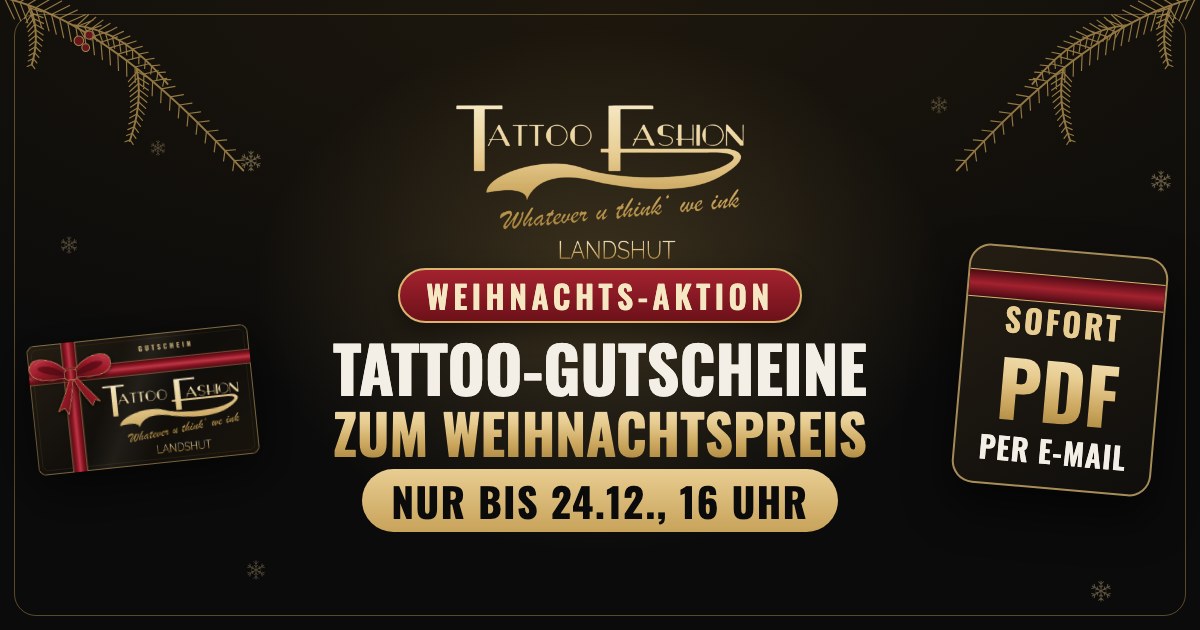 TATTOO FASHION
Whatever u think' we ink
LANDSHUT
WEIHNACHTS-AKTION
TATTOO-GUTSCHEINE
ZUM WEIHNACHTSPREIS
NUR BIS 24.12., 16 UHR
GUTSCHEIN
TATTOO FASHION
Whatever u think' we ink
LANDSHUT
SOFORT
PDF
PER E-MAIL